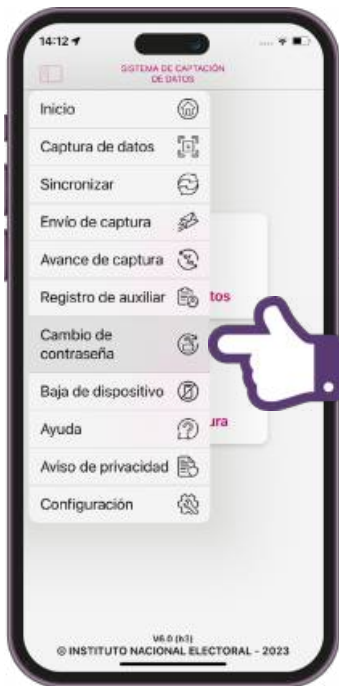 14:12
SISTEMA DE CAPTACIÓN
DE DATOS
Inicio
Captura de datos
Sincronizar
Envío de captura
Avance de captura
Registro de auxiliar
tos
Cambio de
contraseña
Baja de dispositivo
Ayuda
ura
Aviso de privacidad
Configuración
V6.0 (h3)
© INSTITUTO NACIONAL ELECTORAL - 2023